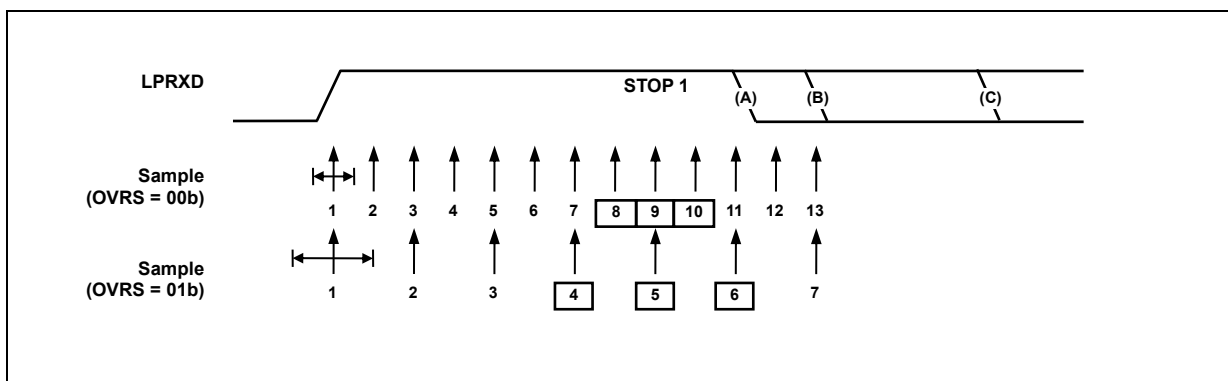 LPRXD
STOP 1
(A)
(B)
(C)
Sample
(OVRS = 00b)
1 2 3 4 5 6 7 8 9 10 11 12 13
Sample
(OVRS = 01b)
1 2 3 4 5 6 7